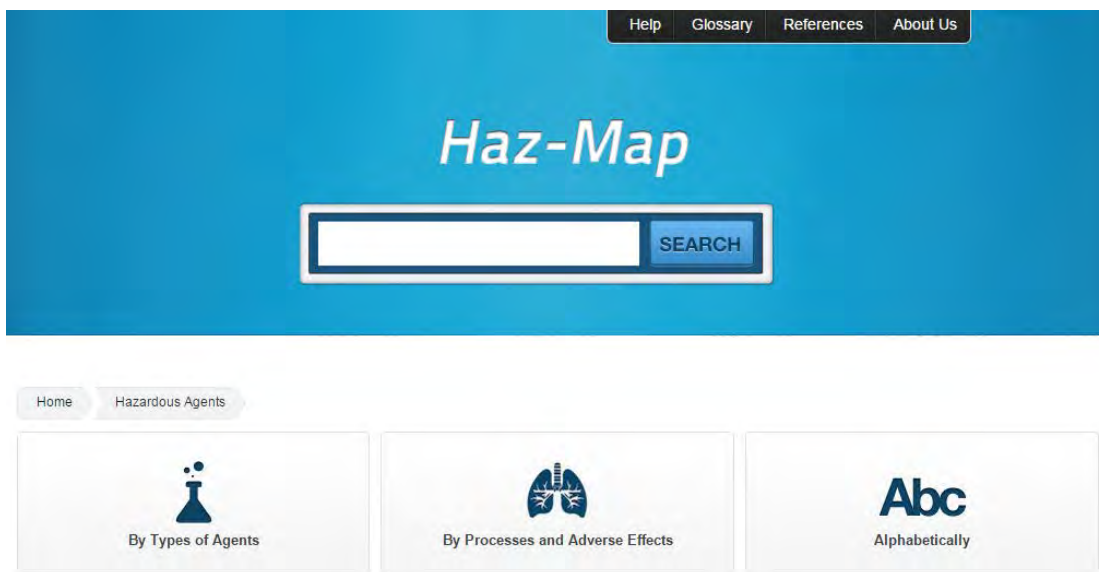 Help Glossary References About Us
Haz-Map
SEARCH
Home Hazardous Agents
By Types of Agents By Processes and Adverse Effects Abc
Alphabetically